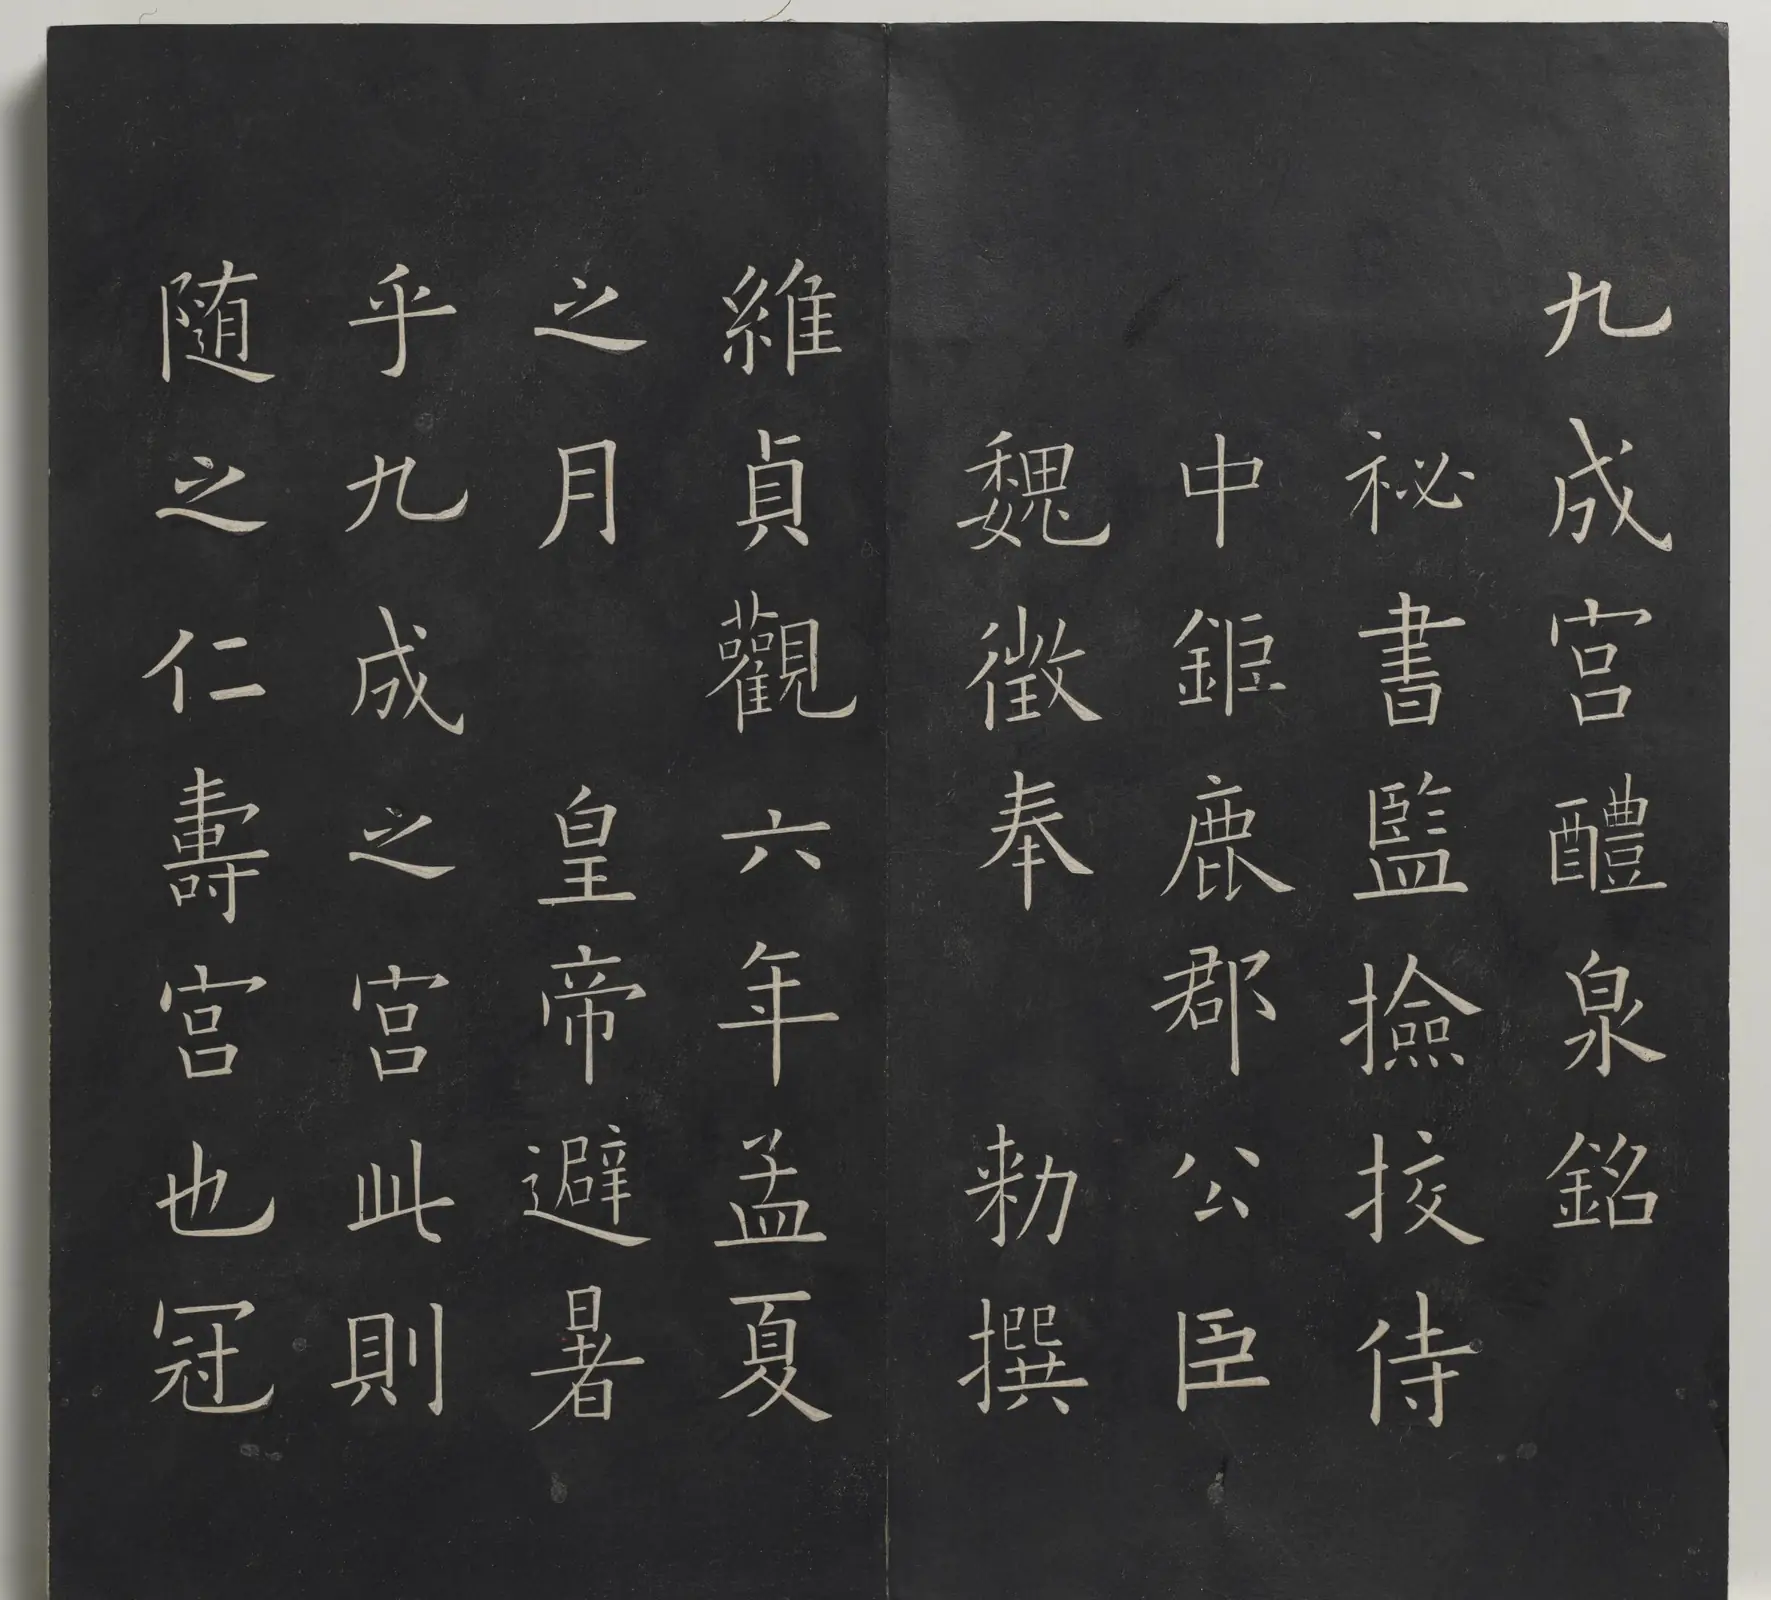 九成宮醴泉銘
祕書監撿挍侍
中鉅鹿郡公臣
魏徵奉 勑撰
維貞觀六年孟夏
之月 皇帝避暑
乎九成之宮此則
随之仁壽宮也冠